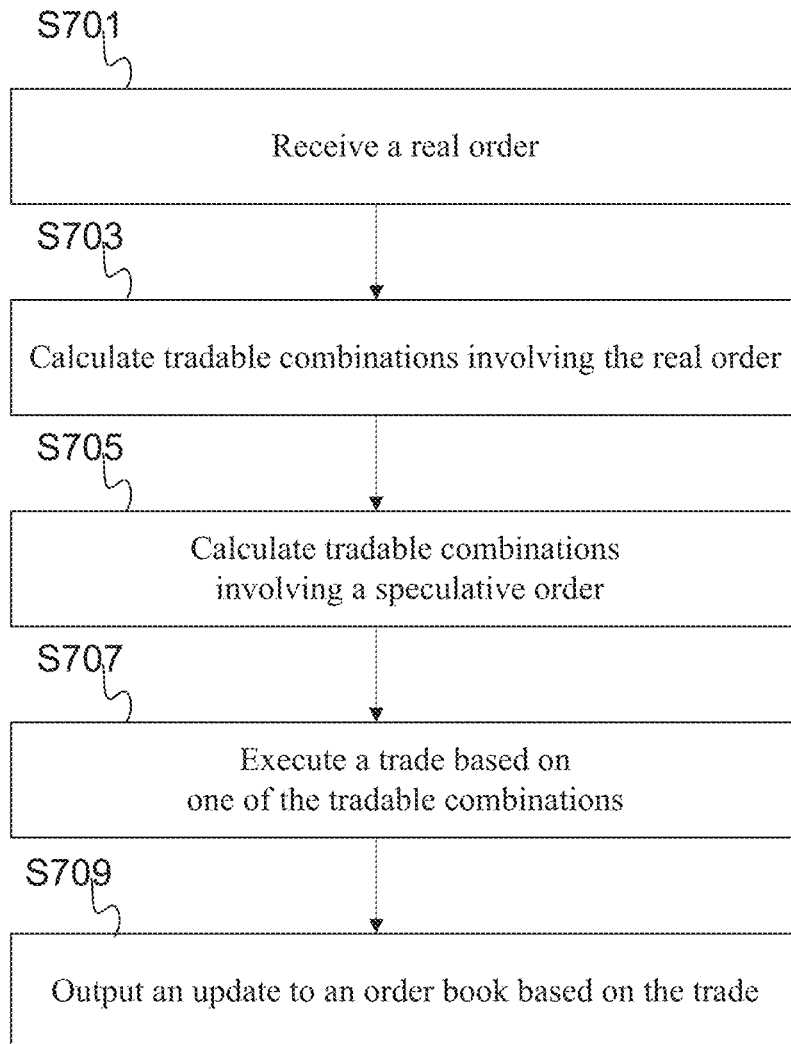 S701
Receive a real order
S703
Calculate tradable combinations involving the real order
S705
Calculate tradable combinations
involving a speculative order
S707
Execute a trade based on
one of the tradable combinations
S709
Output an update to an order book based on the trade